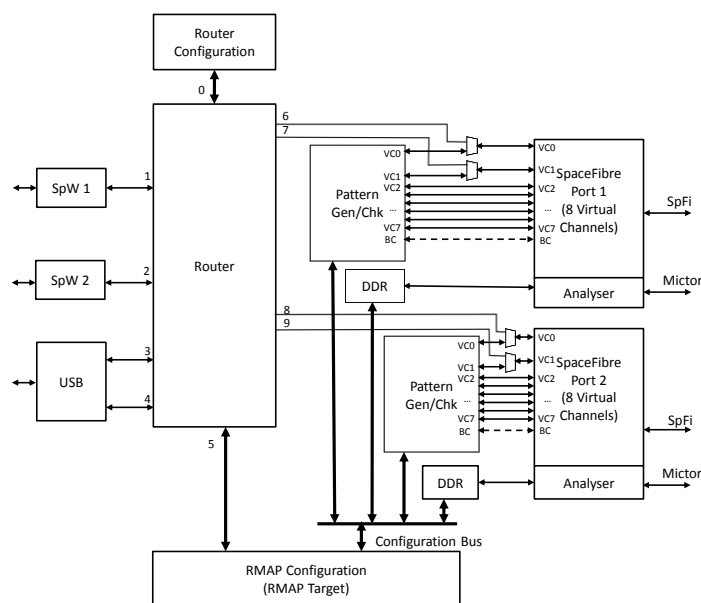 Router
Configuration
0
Router
1
2
3
4
5
6
7
8
9
SpW 1
SpW 2
USB
Pattern
Gen/Chk
VC0
VC1
VC2
...
VC7
BC
VC0
VC1
VC2
...
VC7
BC
SpaceFibre
Port 1
(8 Virtual
Channels)
SpFi
Analyser
Mictor
DDR
Pattern
Gen/Chk
VC0
VC1
VC2
...
VC7
BC
VC0
VC1
VC2
...
VC7
BC
SpaceFibre
Port 2
(8 Virtual
Channels)
SpFi
Analyser
Mictor
DDR
Configuration Bus
RMAP Configuration
(RMAP Target)